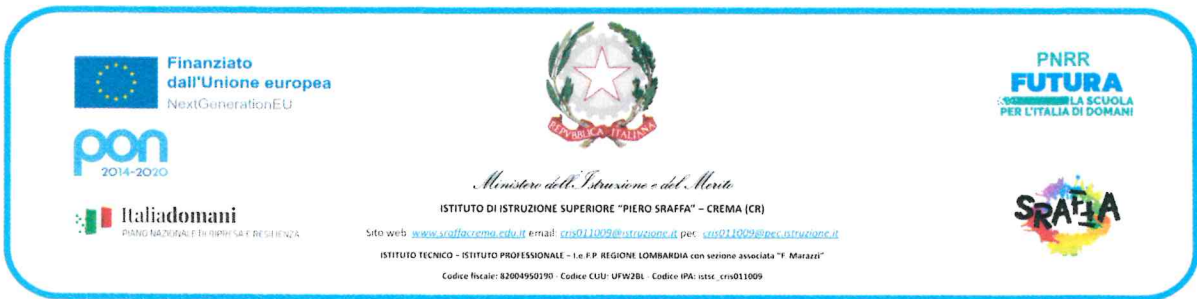 Finanziato
dall'Unione europea
NextGenerationEU
pon
2014-2020
Italiadomani
PIANO NAZIONALE DI RIPRESA E RESILIENZA
REPVBBLICA ITALIANA
Ministero dell'Istruzione e del Merito
ISTITUTO DI ISTRUZIONE SUPERIORE "PIERO SRAFFA" – CREMA (CR)
Sito web: www.sraffacrema.edu.it email: cris011009@istruzione.it pec: cris011009@pec.istruzione.it
ISTITUTO TECNICO – ISTITUTO PROFESSIONALE – I.e.F.P. REGIONE LOMBARDIA con sezione associata "F. Marazzi"
Codice fiscale: 82004950190 - Codice CUU: UFW2BL - Codice IPA: istsc_cris011009
PNRR
FUTURA
LA SCUOLA
PER L'ITALIA DI DOMANI
SRAFFA